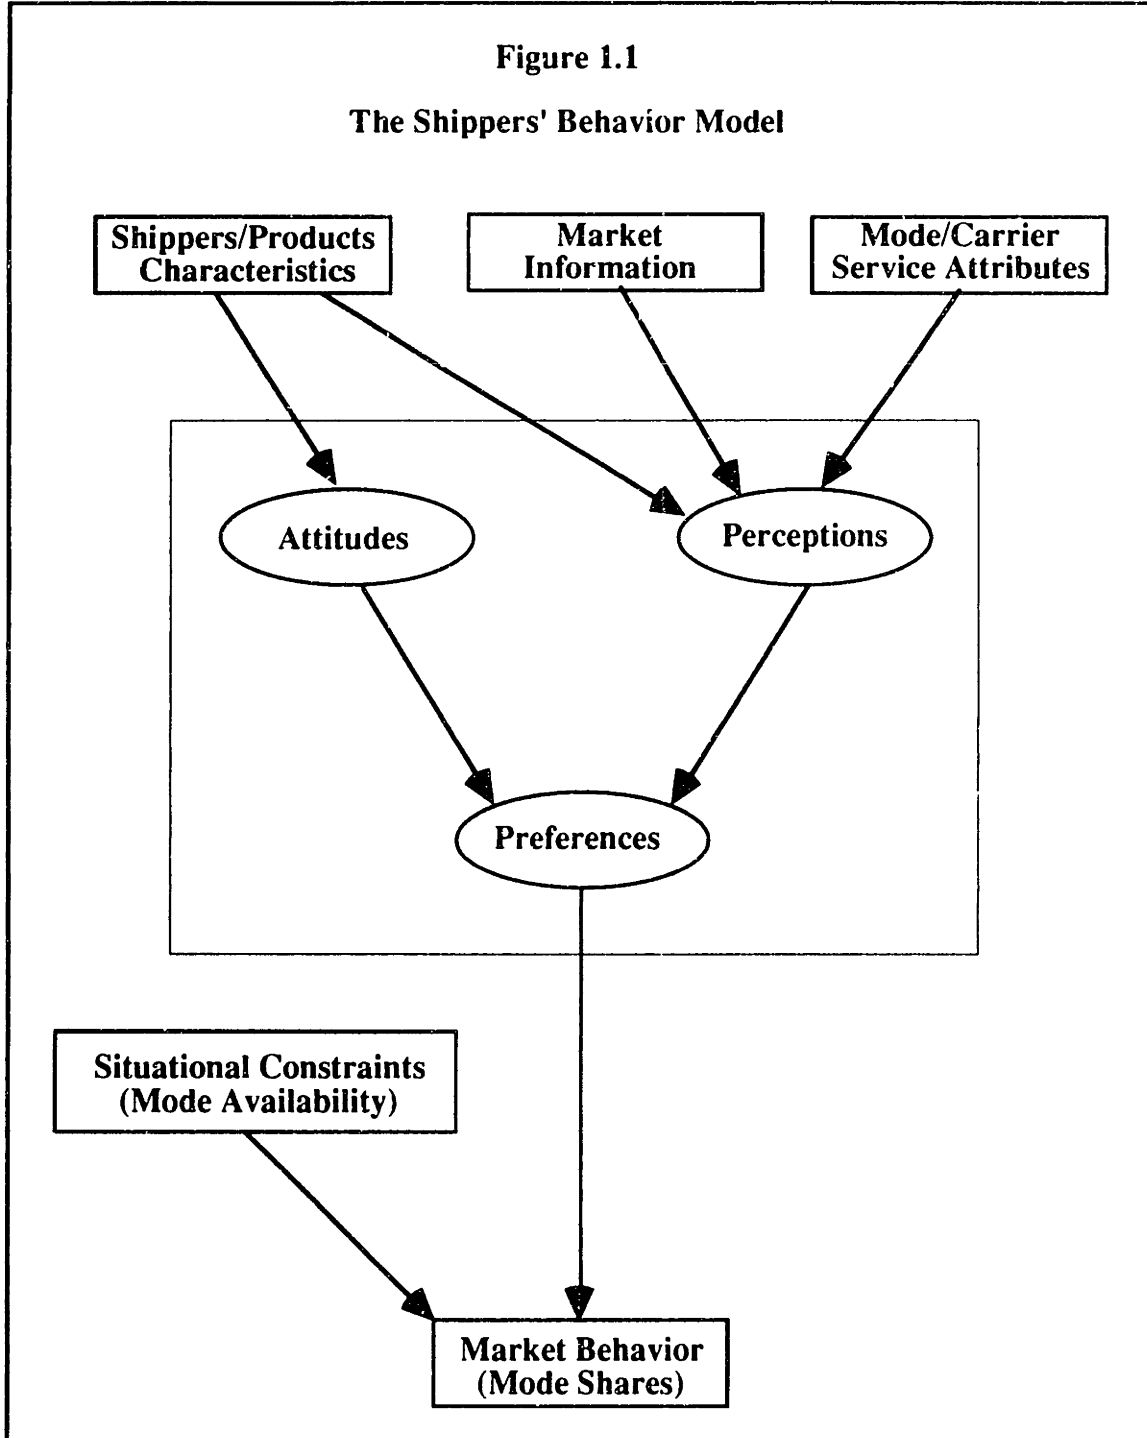 Figure 1.1
The Shippers' Behavior Model
Shippers/Products
Characteristics
Market
Information
Mode/Carrier
Service Attributes
Attitudes
Perceptions
Preferences
Situational Constraints
(Mode Availability)
Market Behavior
(Mode Shares)